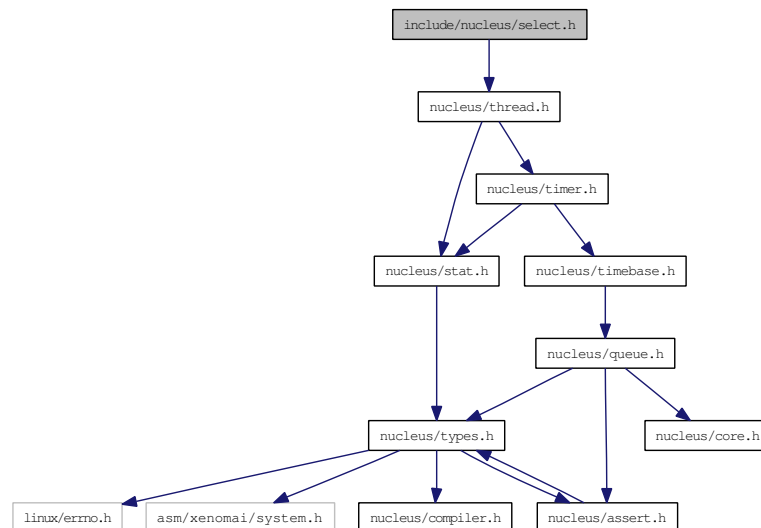 include/nucleus/select.h
nucleus/thread.h
nucleus/timer.h
nucleus/stat.h
nucleus/timebase.h
nucleus/queue.h
nucleus/types.h
nucleus/core.h
linux/errno.h
asm/xenomai/system.h
nucleus/compiler.h
nucleus/assert.h